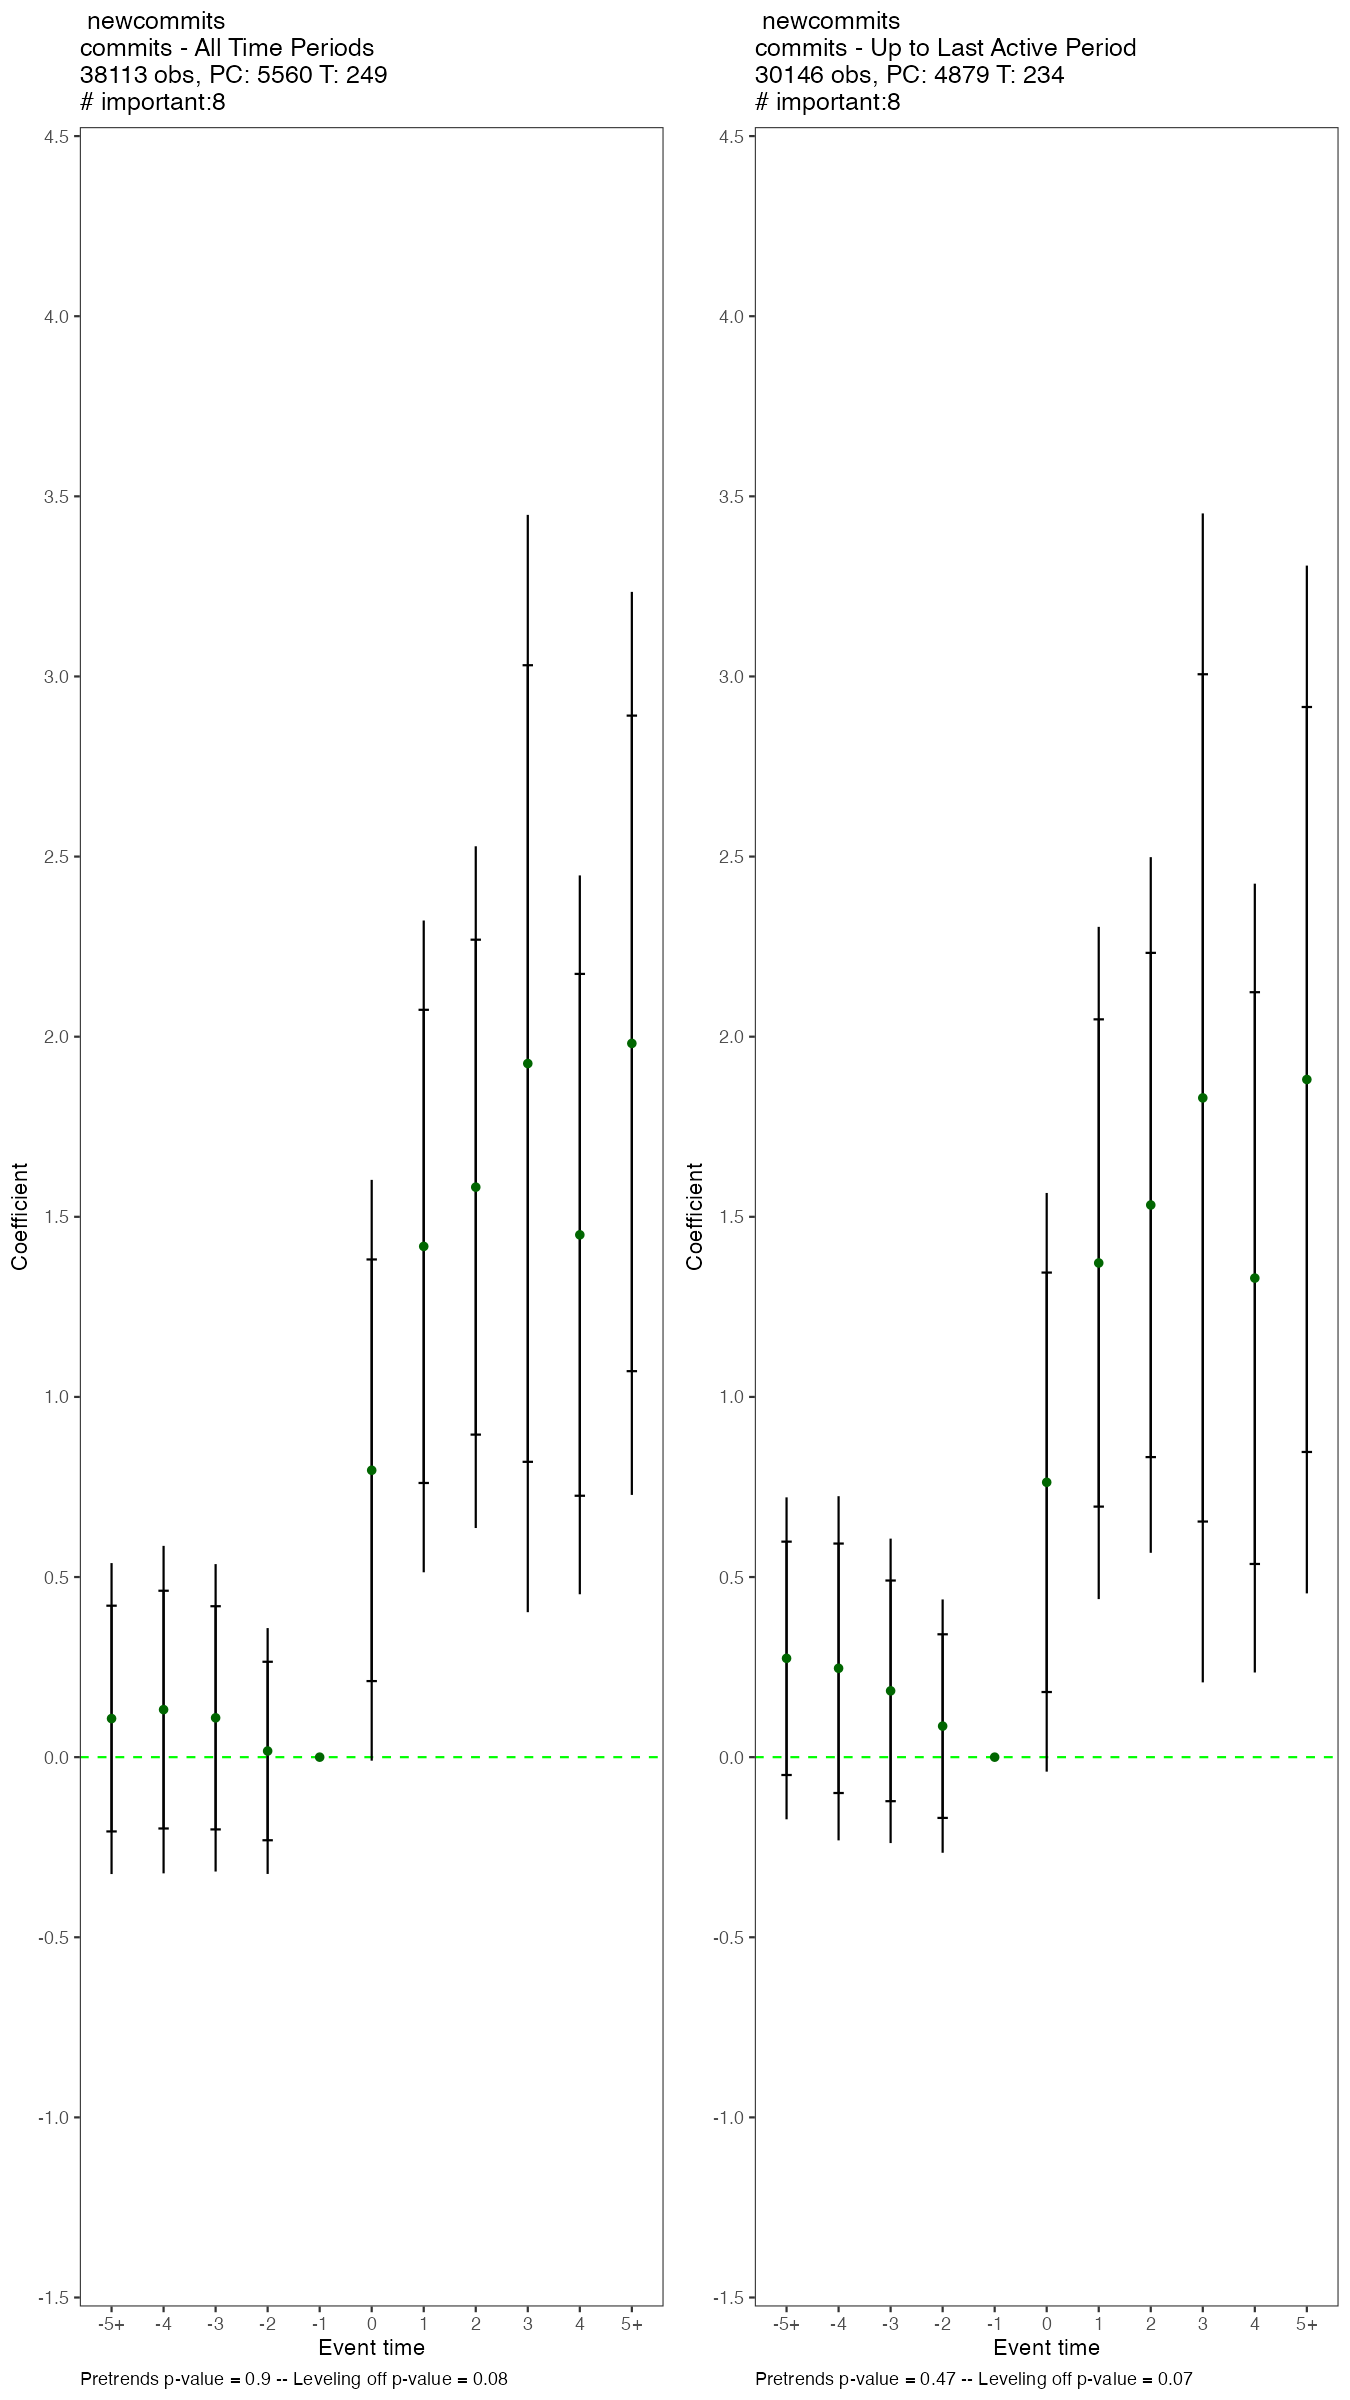 newcommits
commits - All Time Periods
38113 obs, PC: 5560 T: 249
# important:8
4.5
4.0
3.5
3.0
2.5
2.0
1.5
1.0
0.5
0.0
-0.5
-1.0
-1.5
Coefficient
-5+ -4 -3 -2 -1 0 1 2 3 4 5+
Event time
Pretrends p-value = 0.9 -- Leveling off p-value = 0.08
newcommits
commits - Up to Last Active Period
30146 obs, PC: 4879 T: 234
# important:8
4.5
4.0
3.5
3.0
2.5
2.0
1.5
1.0
0.5
0.0
-0.5
-1.0
-1.5
Coefficient
-5+ -4 -3 -2 -1 0 1 2 3 4 5+
Event time
Pretrends p-value = 0.47 -- Leveling off p-value = 0.07